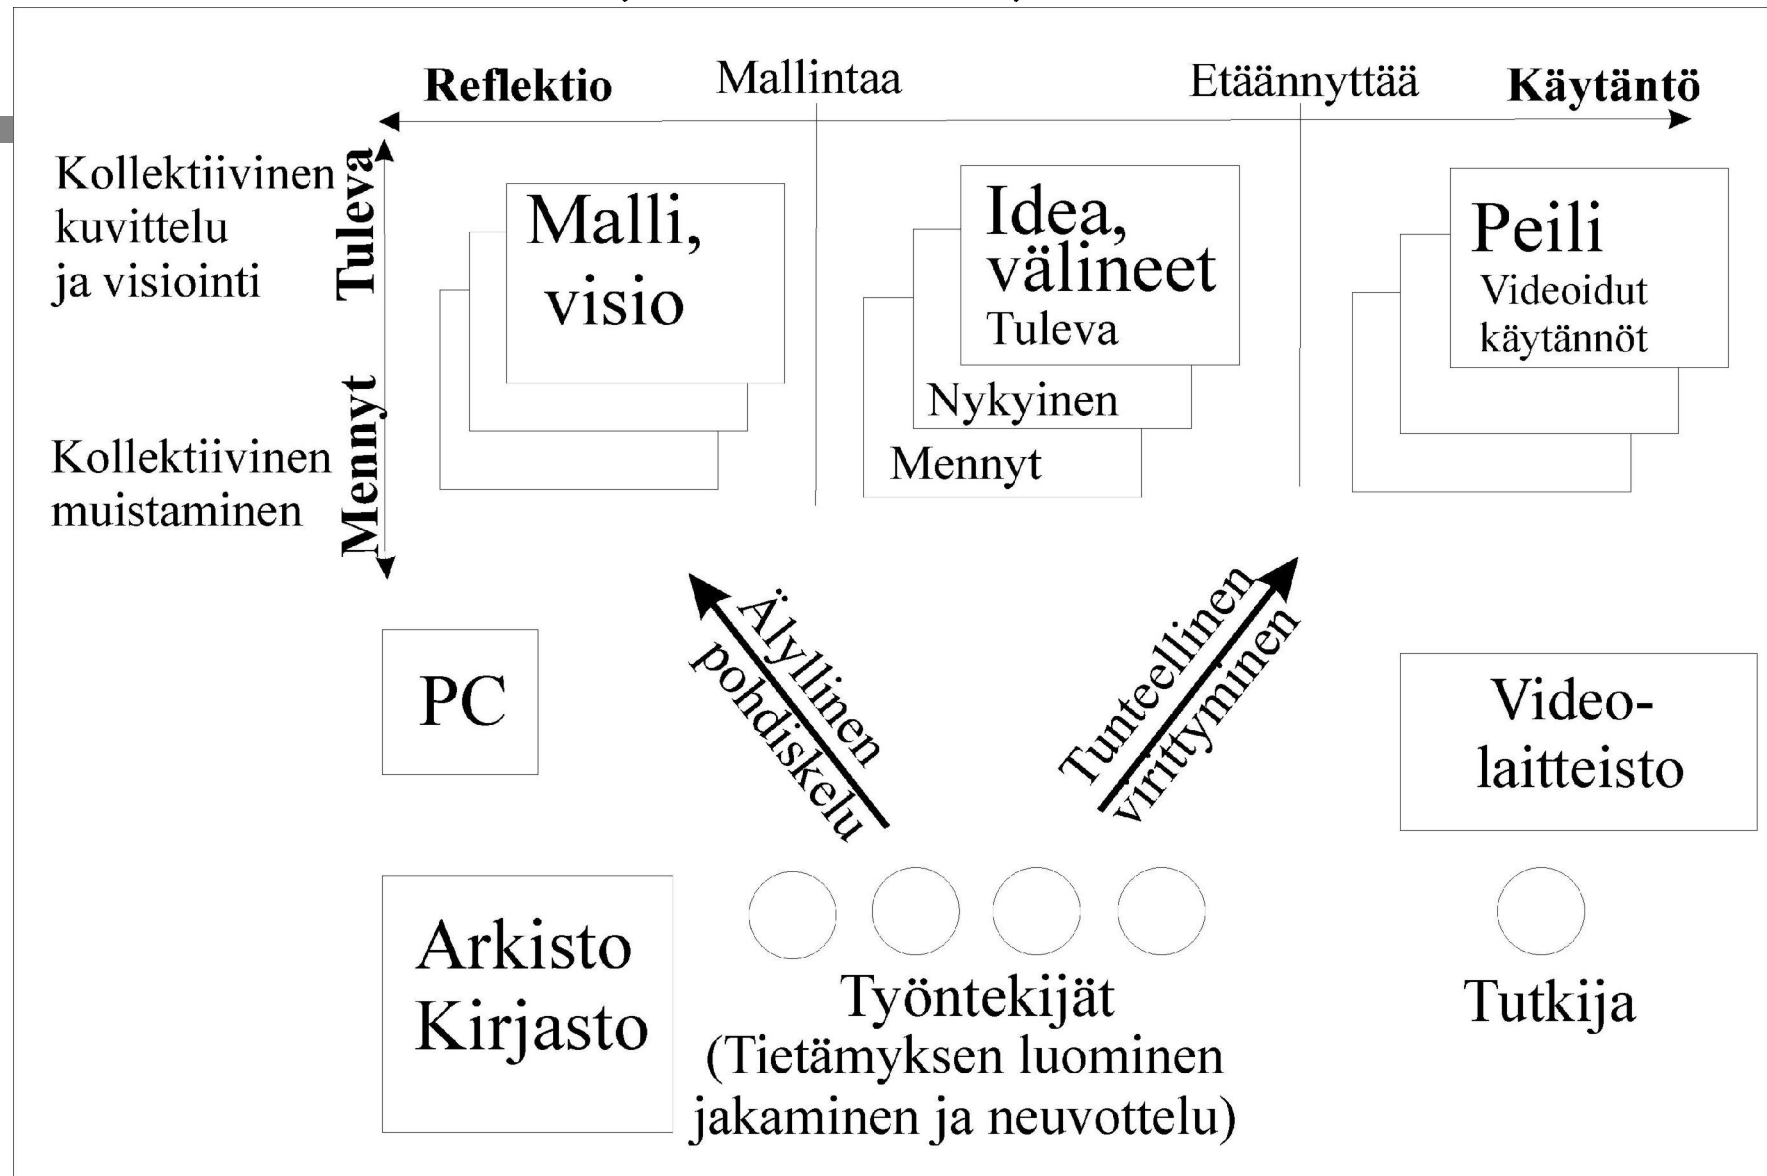 Reflektio
Mallintaa
Etäännyttää
Käytäntö
Kollektiivinen
kuvittelu
ja visiointi
Tuleva
Mennyt
Kollektiivinen
muistaminen
Malli,
visio
Idea,
välineet
Tuleva
Nykyinen
Mennyt
Peili
Videoidut
käytännöt
Älyllinen
pohdiskelu
Tunteellinen
virittyminen
PC
Video-
laitteisto
Arkisto
Kirjasto
Työntekijät
(Tietämyksen luominen
jakaminen ja neuvottelu)
Tutkija